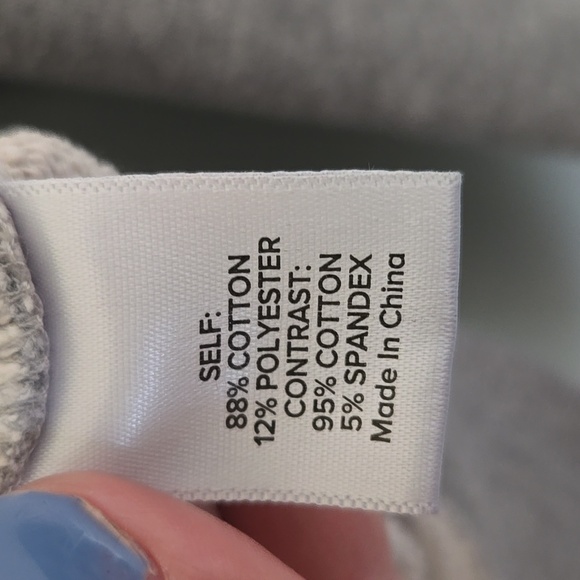 SELF:
88% COTTON
12% POLYESTER
CONTRAST:
95% COTTON
5% SPANDEX
Made In China